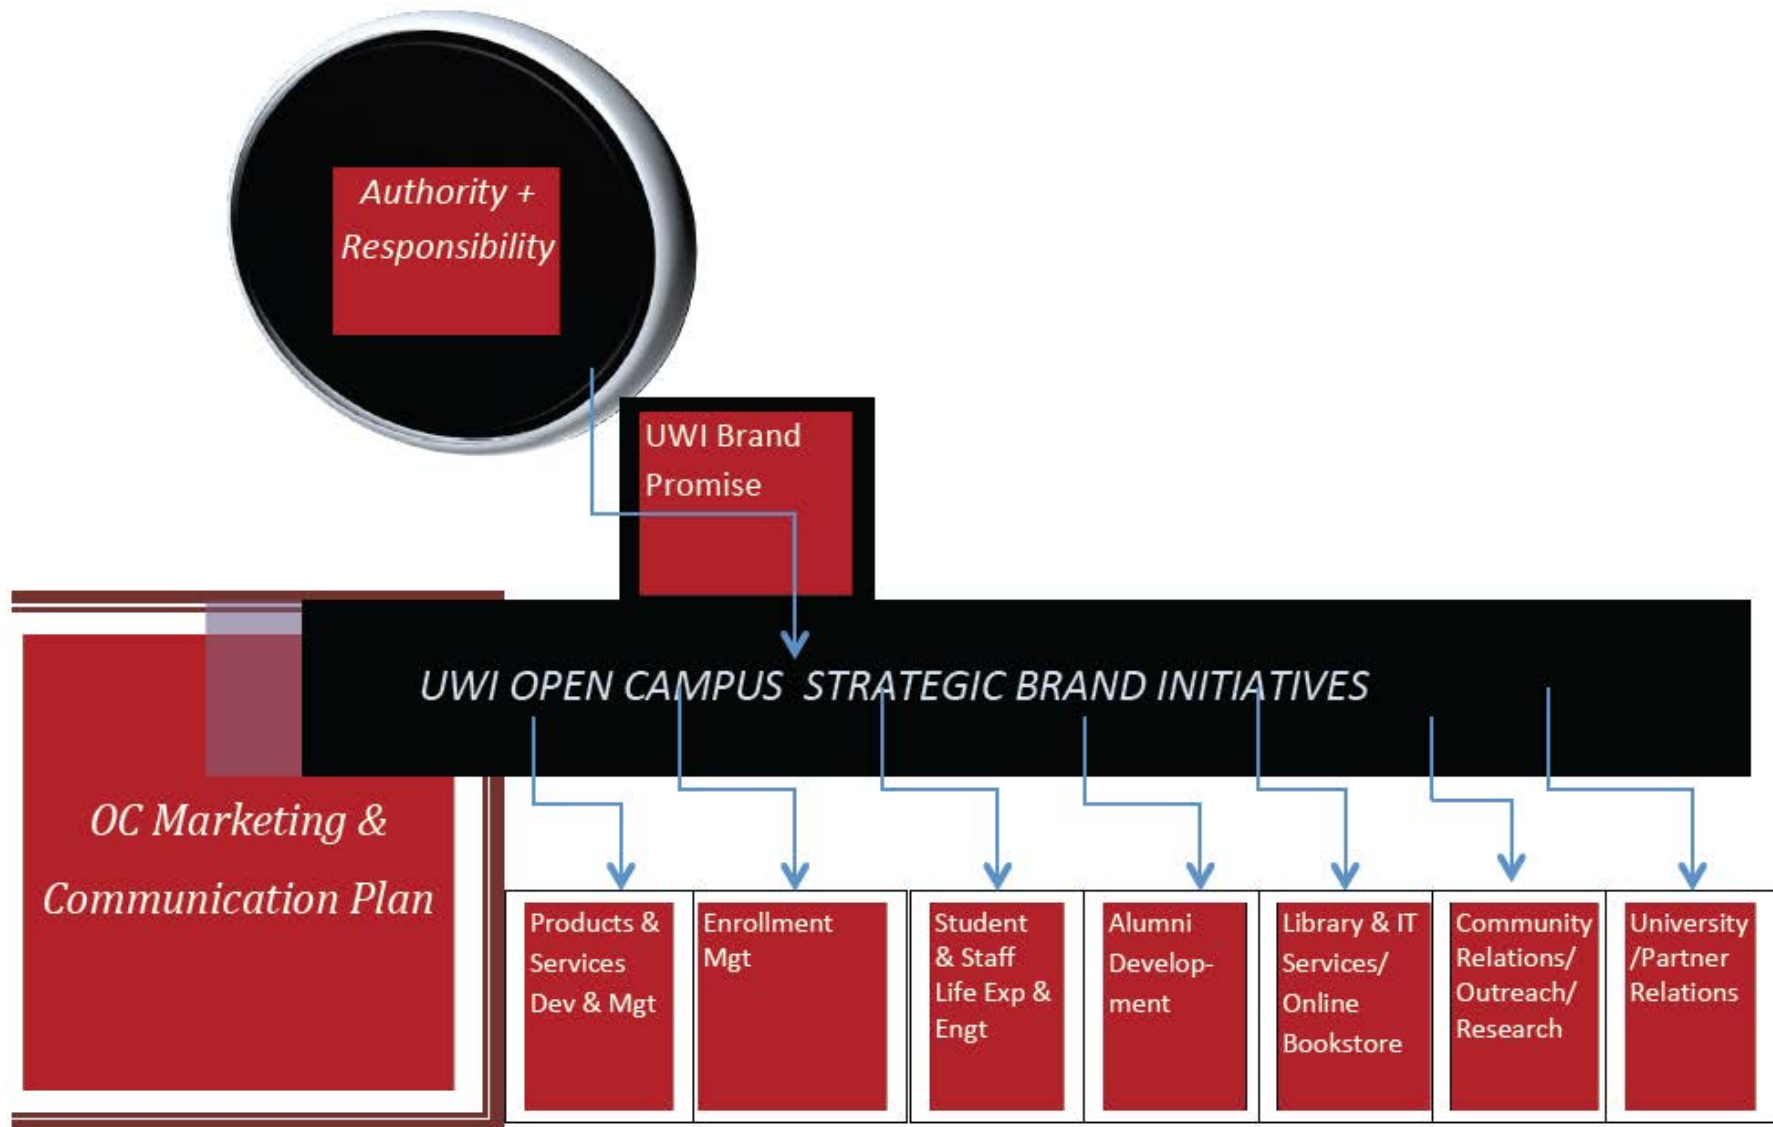 Authority +
Responsibility
UWI Brand
Promise
UWI OPEN CAMPUS STRATEGIC BRAND INITIATIVES
OC Marketing &
Communication Plan
Products &
Services
Dev & Mgt
Enrollment
Mgt
Student
& Staff
Life Exp &
Engt
Alumni
Develop-
ment
Library & IT
Services/
Online
Bookstore
Community
Relations/
Outreach/
Research
University
/Partner
Relations